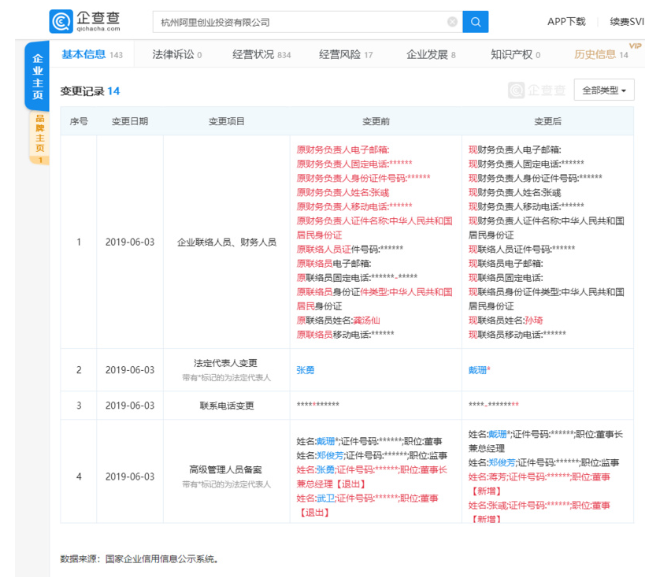 企查查
qichacha.com
杭州阿里创业投资有限公司
APP下载
续费SVI
基本信息 143
法律诉讼 0
经营状况 834
经营风险 17
企业发展 8
知识产权 0
历史信息 14
VIP
企业主页
品牌主页
1
变更记录 14
企查查
全部类型
序号 变更日期 变更项目 变更前 变更后
1 2019-06-03 企业联络人员、财务人员
原财务负责人电子邮箱:
原财务负责人固定电话:******
原财务负责人身份证件号码:******
原财务负责人姓名:张彧
原财务负责人移动电话:******
原财务负责人证件名称:中华人民共和国
居民身份证
原联络人员证件号码:******
原联络员电子邮箱:
原联络员固定电话:******-*****
原联络员身份证件类型:中华人民共和国
居民身份证
原联络员姓名:龚汤仙
原联络员移动电话:******
现财务负责人电子邮箱:
现财务负责人固定电话:******
现财务负责人身份证件号码:******
现财务负责人姓名:张彧
现财务负责人移动电话:******
现财务负责人证件名称:中华人民共和国
居民身份证
现联络人员证件号码:******
现联络员电子邮箱:
现联络员固定电话:
现联络员身份证件类型:中华人民共和国
居民身份证
现联络员姓名:孙琦
现联络员移动电话:******
2 2019-06-03 法定代表人变更
带有*标记的为法定代表人
张勇
戴珊*
3 2019-06-03 联系电话变更
***********
****-********
4 2019-06-03 高级管理人员备案
带有*标记的为法定代表人
姓名:戴珊*;证件号码:******;职位:董事
姓名:郑俊芳;证件号码:******;职位:监事
姓名:张勇;证件号码:******;职位:董事长
兼总经理【退出】
姓名:武卫;证件号码:******;职位:董事
【退出】
姓名:戴珊*;证件号码:******;职位:董事长
兼总经理
姓名:郑俊芳;证件号码:******;职位:监事
姓名:蒋芳;证件号码:******;职位:董事
【新增】
姓名:张彧;证件号码:******;职位:董事
【新增】
数据来源：国家企业信用信息公示系统。